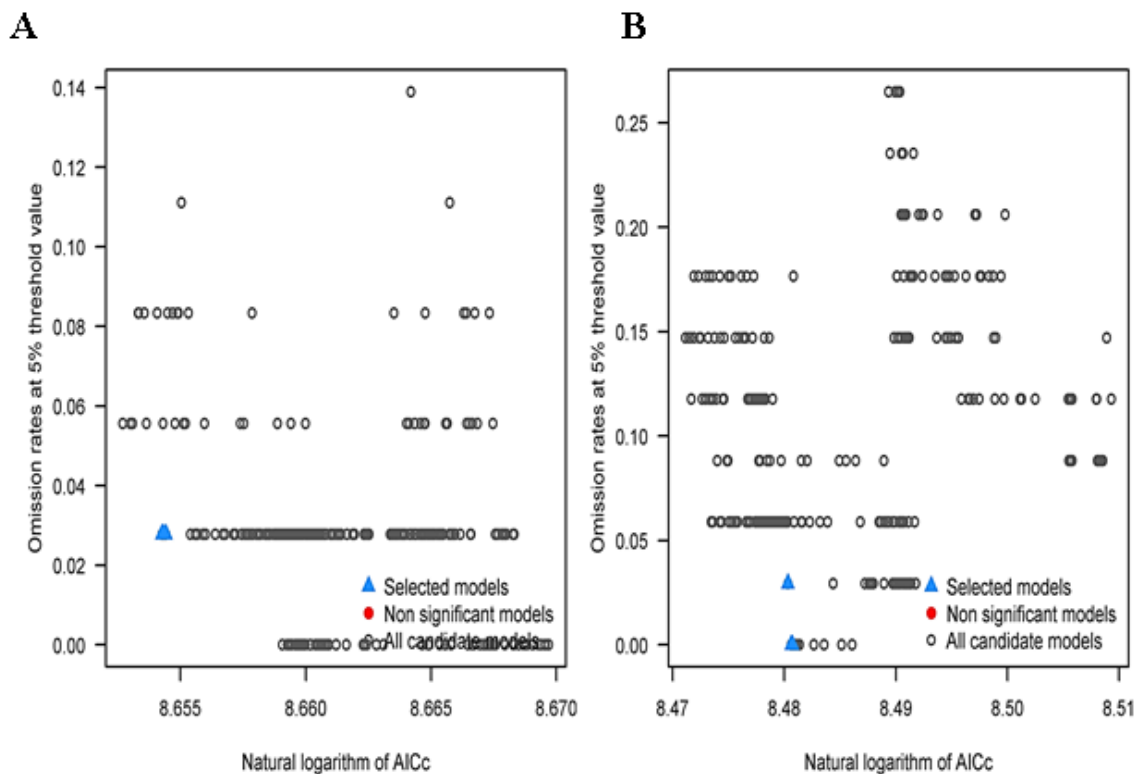 A
Omission rates at 5% threshold value
0.14
0.12
0.10
0.08
0.06
0.04
0.02
0.00
Selected models
Non significant models
All candidate models
8.655 8.660 8.665 8.670
Natural logarithm of AICc
B
Omission rates at 5% threshold value
0.25
0.20
0.15
0.10
0.05
0.00
Selected models
Non significant models
All candidate models
8.47 8.48 8.49 8.50 8.51
Natural logarithm of AICc